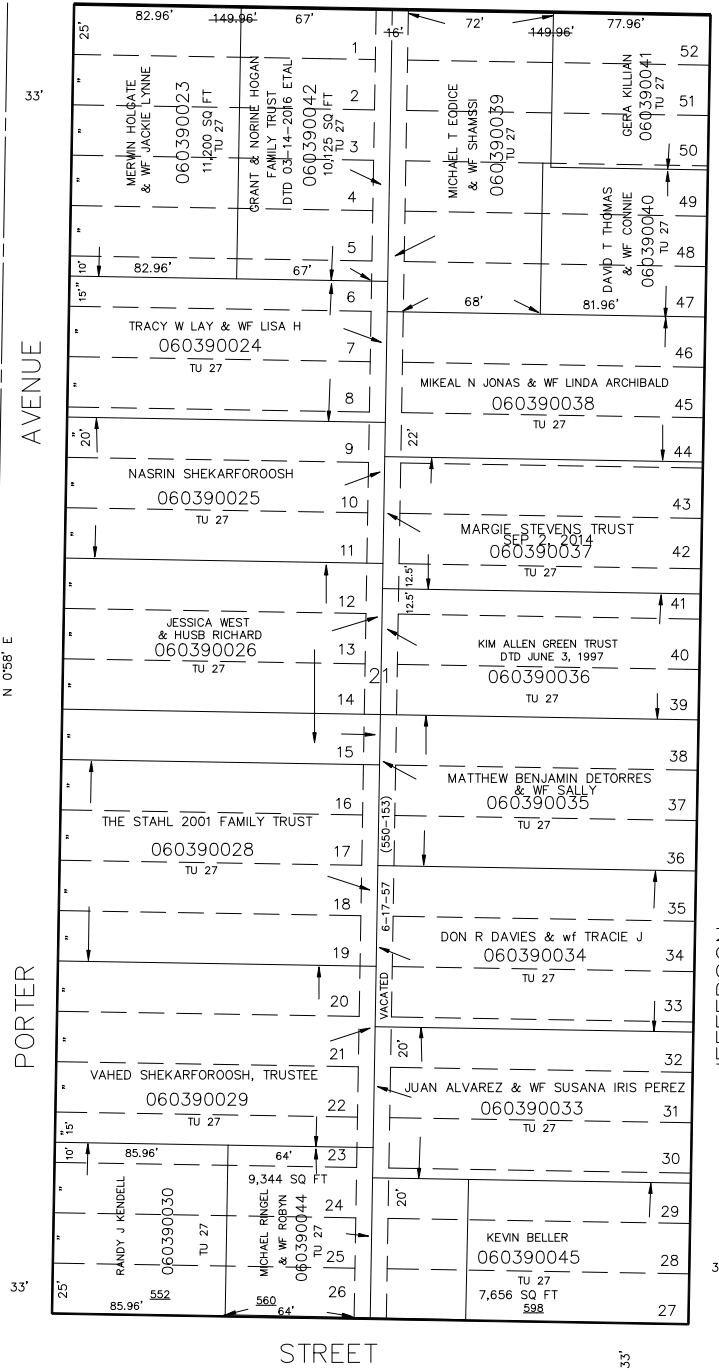 82.96' 149.96' 67' 16' 72' 149.96' 77.96'
25'
33'
1
2
3
4
5
6
7
8
9
10
11
12
13
14
15
16
17
18
19
20
21
22
23
24
25
26
52
51
50
49
48
47
46
45
44
43
42
41
40
39
38
37
36
35
34
33
32
31
30
29
28
27
MERWIN HOLGATE
& WF JACKIE LYNNE
060390023
11,200 SQ FT
TU 27
GRANT & NORINE HOGAN
FAMILY TRUST
DTD 03-14-2016 ETAL
060390042
10,125 SQ FT
TU 27
MICHAEL T EODICE
& WF SHAMSSI
060390039
TU 27
GERA KILLIAN
060390041
TU 27
DAVID T THOMAS
& WF CONNIE
060390040
TU 27
10' 82.96' 67'
15'
68' 81.96'
TRACY W LAY & WF LISA H
060390024
TU 27
MIKEAL N JONAS & WF LINDA ARCHIBALD
060390038
TU 27
20'
22'
NASRIN SHEKARFOROOSH
060390025
TU 27
MARGIE STEVENS TRUST
SEP 2, 2014
060390037
TU 27
12.5'
12.5'
JESSICA WEST
& HUSB RICHARD
060390026
TU 27
KIM ALLEN GREEN TRUST
DTD JUNE 3, 1997
060390036
TU 27
21
MATTHEW BENJAMIN DETORRES
& WF SALLY
060390035
TU 27
THE STAHL 2001 FAMILY TRUST
060390028
TU 27
VACATED 6-17-57 (550-153)
DON R DAVIES & wf TRACIE J
060390034
TU 27
20'
VAHED SHEKARFOROOSH, TRUSTEE
060390029
TU 27
JUAN ALVAREZ & WF SUSANA IRIS PEREZ
060390033
TU 27
15'
10' 85.96' 64'
9,344 SQ FT
20'
RANDY J KENDELL
060390030
TU 27
MICHAEL RINGEL
& WF ROBYN
060390044
TU 27
KEVIN BELLER
060390045
TU 27
7,656 SQ FT
598
25'
552
85.96'
560
64'
33'
33'
AVENUE
PORTER
N 0°58' E
STREET